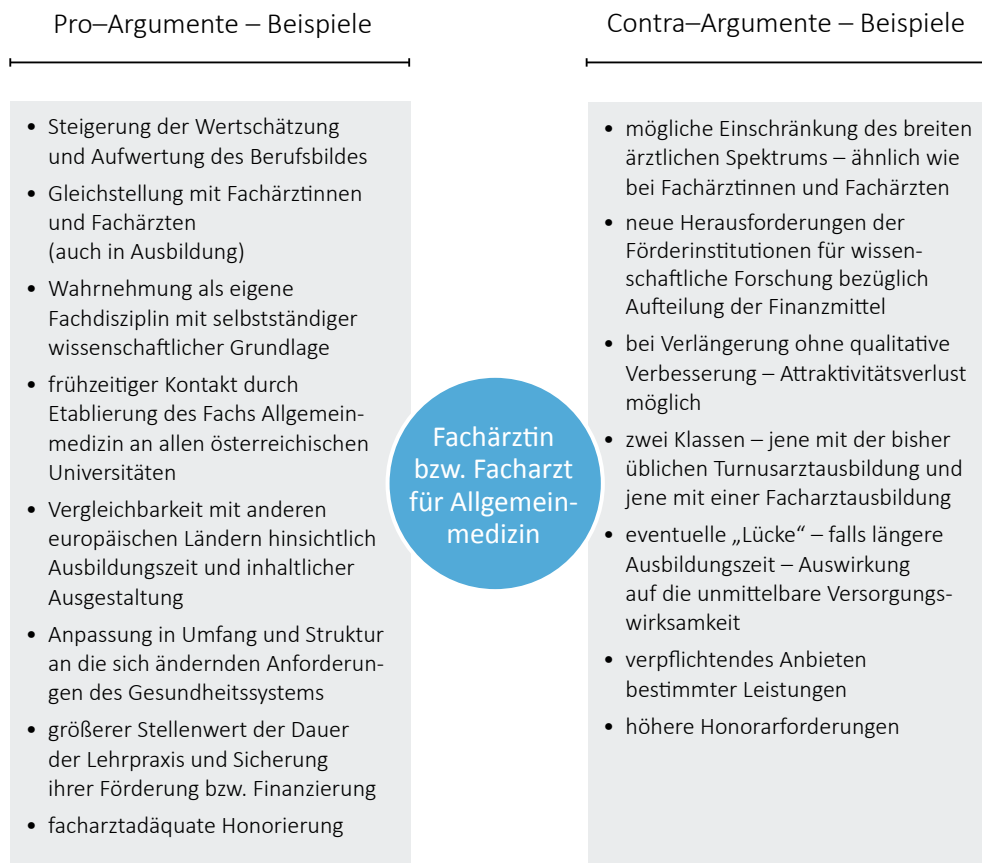 Pro–Argumente – Beispiele
• Steigerung der Wertschätzung
und Aufwertung des Berufsbildes
• Gleichstellung mit Fachärztinnen
und Fachärzten
(auch in Ausbildung)
• Wahrnehmung als eigene
Fachdisziplin mit selbstständiger
wissenschaftlicher Grundlage
• frühzeitiger Kontakt durch
Etablierung des Fachs Allgemein-
medizin an allen österreichischen
Universitäten
• Vergleichbarkeit mit anderen
europäischen Ländern hinsichtlich
Ausbildungszeit und inhaltlicher
Ausgestaltung
• Anpassung in Umfang und Struktur
an die sich ändernden Anforderun-
gen des Gesundheitssystems
• größerer Stellenwert der Dauer
der Lehrpraxis und Sicherung
ihrer Förderung bzw. Finanzierung
• facharztadäquate Honorierung
Fachärztin
bzw. Facharzt
für Allgemein-
medizin
Contra–Argumente – Beispiele
• mögliche Einschränkung des breiten
ärztlichen Spektrums – ähnlich wie
bei Fachärztinnen und Fachärzten
• neue Herausforderungen der
Förderinstitutionen für wissen-
schaftliche Forschung bezüglich
Aufteilung der Finanzmittel
• bei Verlängerung ohne qualitative
Verbesserung – Attraktivitätsverlust
möglich
• zwei Klassen – jene mit der bisher
üblichen Turnusarztausbildung und
jene mit einer Facharztausbildung
• eventuelle „Lücke“ – falls längere
Ausbildungszeit – Auswirkung
auf die unmittelbare Versorgungs-
wirksamkeit
• verpflichtendes Anbieten
bestimmter Leistungen
• höhere Honorarforderungen